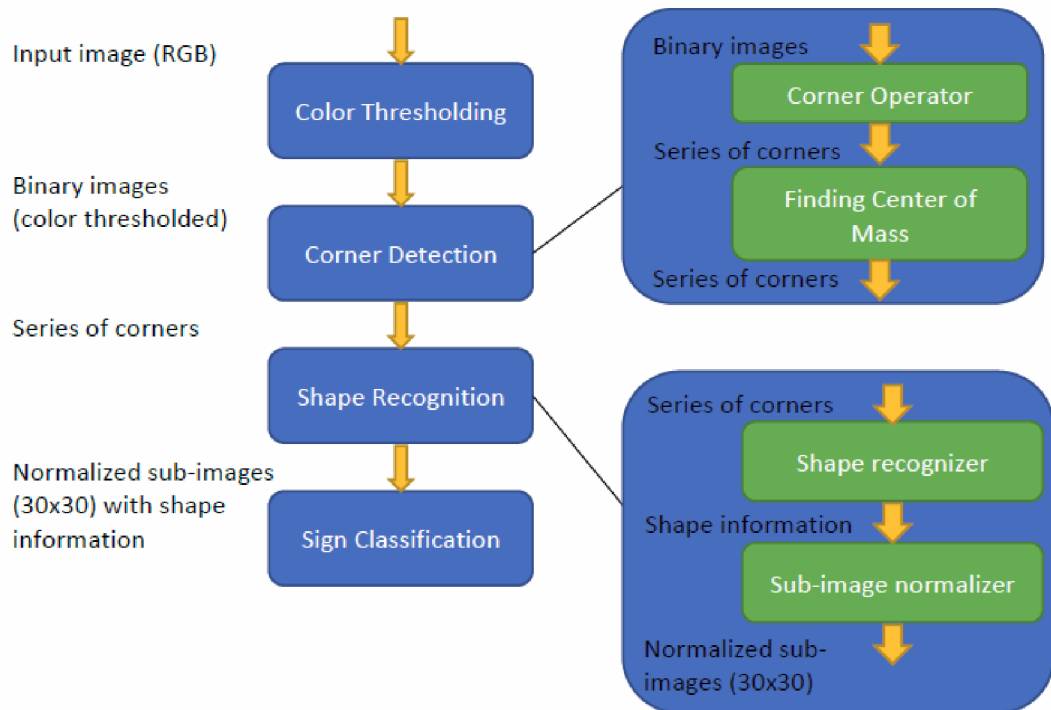 Input image (RGB)
Color Thresholding
Binary images
(color thresholded)
Corner Detection
Series of corners
Shape Recognition
Normalized sub-images
(30x30) with shape
information
Sign Classification
Binary images
Corner Operator
Series of corners
Finding Center of
Mass
Series of corners
Series of corners
Shape recognizer
Shape information
Sub-image normalizer
Normalized sub-
images (30x30)